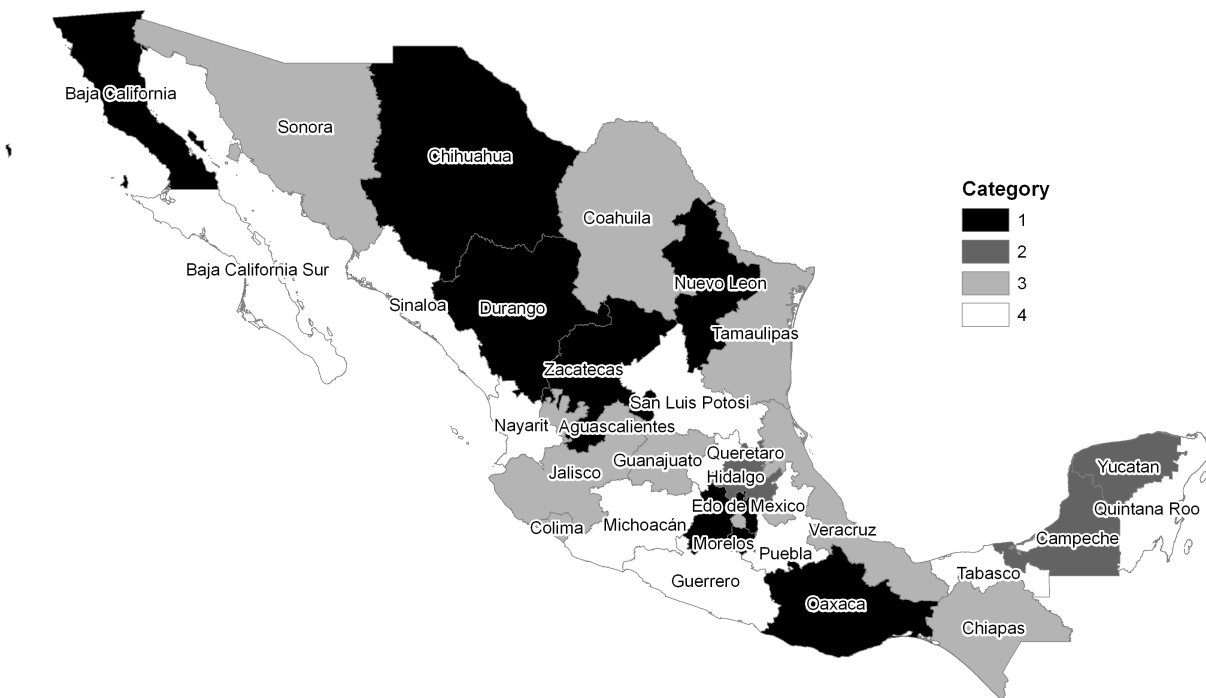 Baja California
Sonora
Chihuahua
Coahuila
Category
1
2
3
4
Baja California Sur
Nuevo Leon
Sinaloa
Durango
Tamaulipas
Zacatecas
San Luis Potosi
Nayarit
Aguascalientes
Queretaro
Guanajuato
Jalisco
Hidalgo
Yucatan
Edo de Mexico
Quintana Roo
Colima
Michoacán
Veracruz
Morelos
Campeche
Puebla
Tabasco
Guerrero
Oaxaca
Chiapas